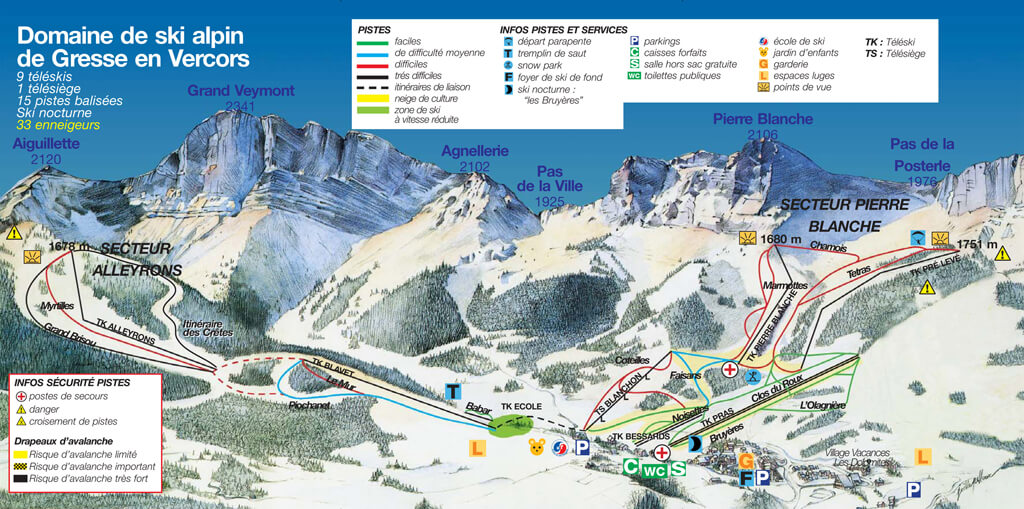 Domaine de ski alpin
de Gresse en Vercors
9 téléskis
1 télésiège
15 pistes balisées
Ski nocturne
33 enneigeurs
PISTES
faciles
de difficulté moyenne
difficiles
trés difficiles
itinéraires de liaison
neige de culture
zone de ski
à vitesse réduite
INFOS PISTES ET SERVICES
départ parapente
tremplin de saut
snow park
F foyer de ski de fond
ski nocturne :
"les Bruyères"
P parkings
C caisses forfaits
S salle hors sac gratuite
WC toilettes publiques
école de ski
jardin d'enfants
G garderie
L espaces luges
points de vue
TK : Téléski
TS : Télésiège
Grand Veymont
2341
Aiguillette
2120
Agnellerie
2102
Pas
de la Ville
1925
Pierre Blanche
2106
Pas de la
Posterle
1976
SECTEUR PIERRE
BLANCHE
1678 m
SECTEUR
ALLEYRONS
1680 m
Chamois
1751 m
Tetras
TK PRE LEVE
Marmottes
TK PIERRE BLANCHE
Myrtilles
TK ALLEYRONS
Grand Brisou
Itinéraire
des Crêtes
TK BLAVET
Le Mur
Plochanet
Babar
TK ECOLE
T
Coteilles
Faisans
TS BLANCHON
Noisettes
TK PRAS
Clos du Roux
L'Olagnière
TK BESSARDS
Bruyères
L
P
C
WC
S
G
F
P
Village Vacances
Les Dolomites
L
P
INFOS SÉCURITÉ PISTES
postes de secours
danger
croisement de pistes
Drapeaux d'avalanche
Risque d'avalanche limité
Risque d'avalanche important
Risque d'avalanche très fort